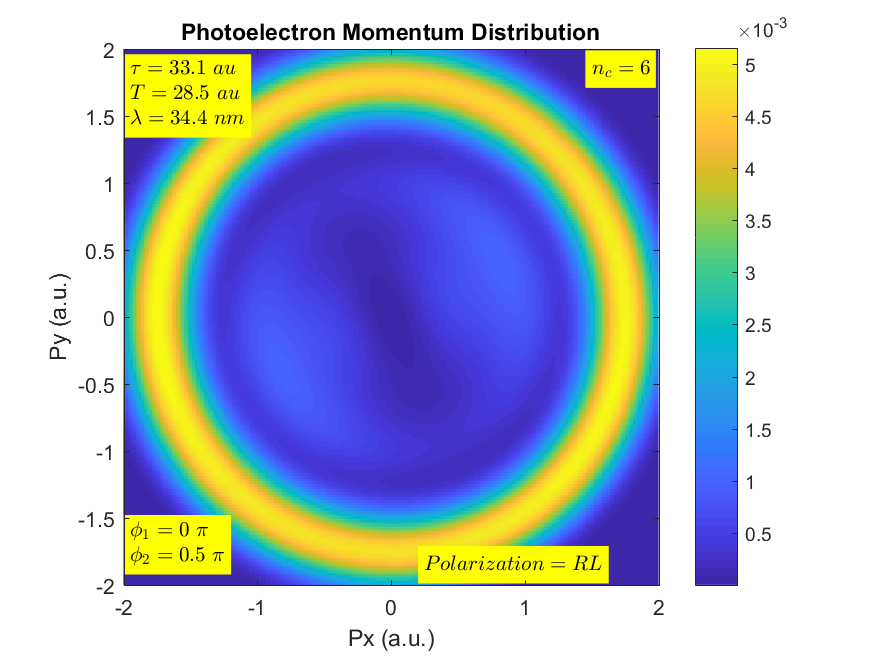 Photoelectron Momentum Distribution
×10⁻³
τ = 33.1 au
T = 28.5 au
λ = 34.4 nm
n_c = 6
2
1.5
1
0.5
0
-0.5
-1
-1.5
-2
Py (a.u.)
ϕ₁ = 0 π
ϕ₂ = 0.5 π
Polarization = RL
-2
-1
0
1
2
Px (a.u.)
5
4.5
4
3.5
3
2.5
2
1.5
1
0.5